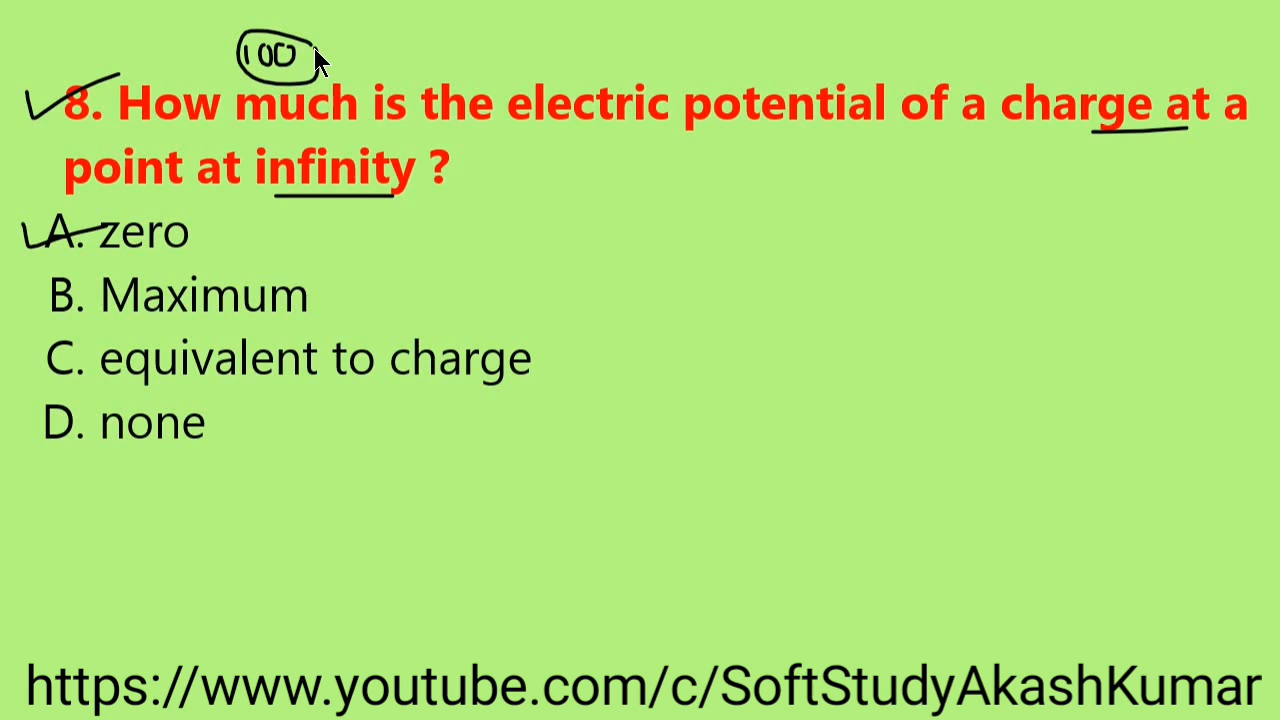 100
8. How much is the electric potential of a charge at a
point at infinity ?
A. zero
B. Maximum
C. equivalent to charge
D. none
https://www.youtube.com/c/SoftStudyAkashKumar